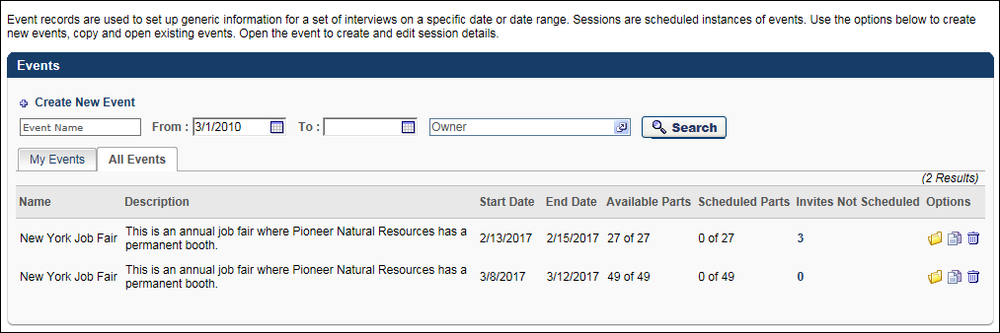 Event records are used to set up generic information for a set of interviews on a specific date or date range. Sessions are scheduled instances of events. Use the options below to create
new events, copy and open existing events. Open the event to create and edit session details.
Events
Create New Event
Event Name From : 3/1/2010 To : Owner Search
My Events All Events
(2 Results)
Name Description Start Date End Date Available Parts Scheduled Parts Invites Not Scheduled Options
New York Job Fair This is an annual job fair where Pioneer Natural Resources has a 2/13/2017 2/15/2017 27 of 27 0 of 27 3
permanent booth.
New York Job Fair This is an annual job fair where Pioneer Natural Resources has a 3/8/2017 3/12/2017 49 of 49 0 of 49 0
permanent booth.